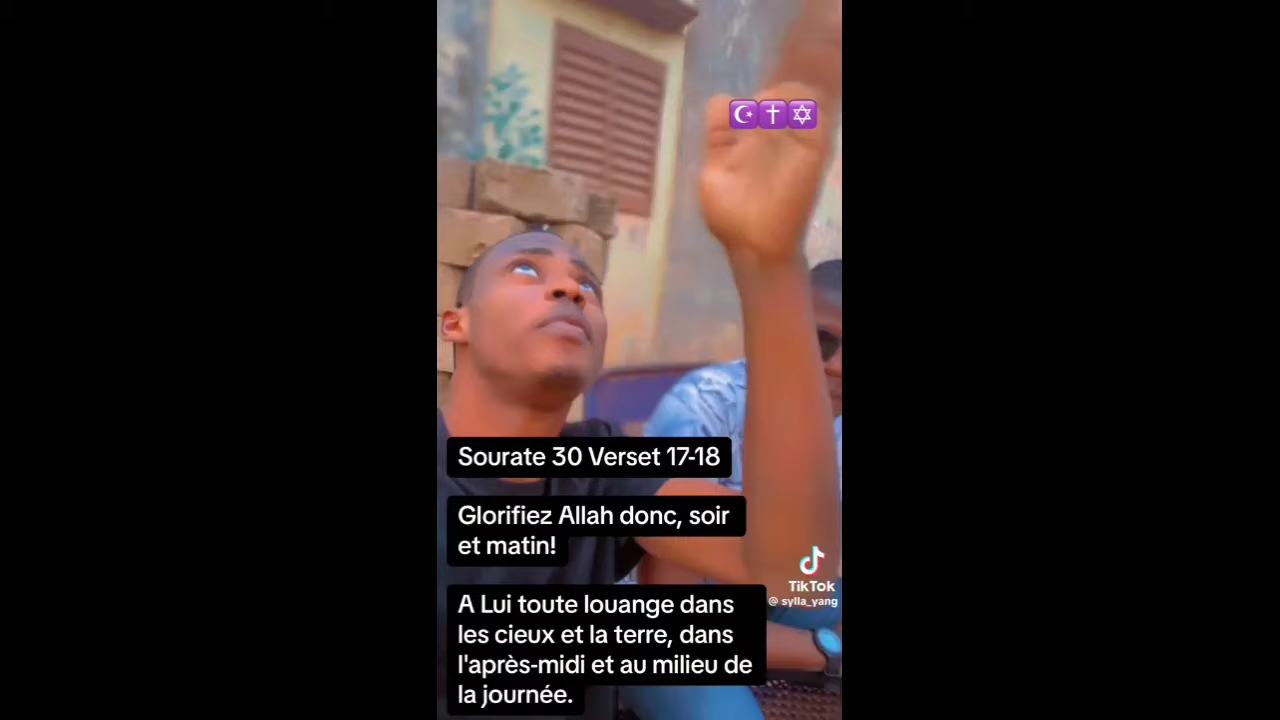 ☪️✝️✡️
Sourate 30 Verset 17-18
Glorifiez Allah donc, soir
et matin!
A Lui toute louange dans
les cieux et la terre, dans
l'après-midi et au milieu de
la journée.
TikTok
@ sylla_yang